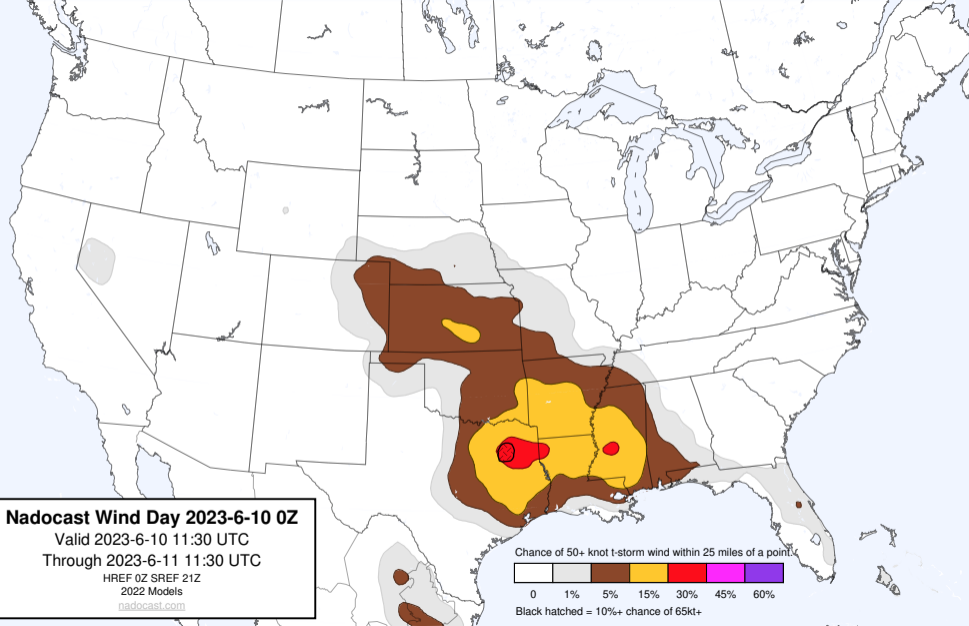 Nadocast Wind Day 2023-6-10 0Z
Valid 2023-6-10 11:30 UTC
Through 2023-6-11 11:30 UTC
HREF 0Z SREF 21Z
2022 Models
nadocast.com
Chance of 50+ knot t-storm wind within 25 miles of a point.
0 1% 5% 15% 30% 45% 60%
Black hatched = 10%+ chance of 65kt+